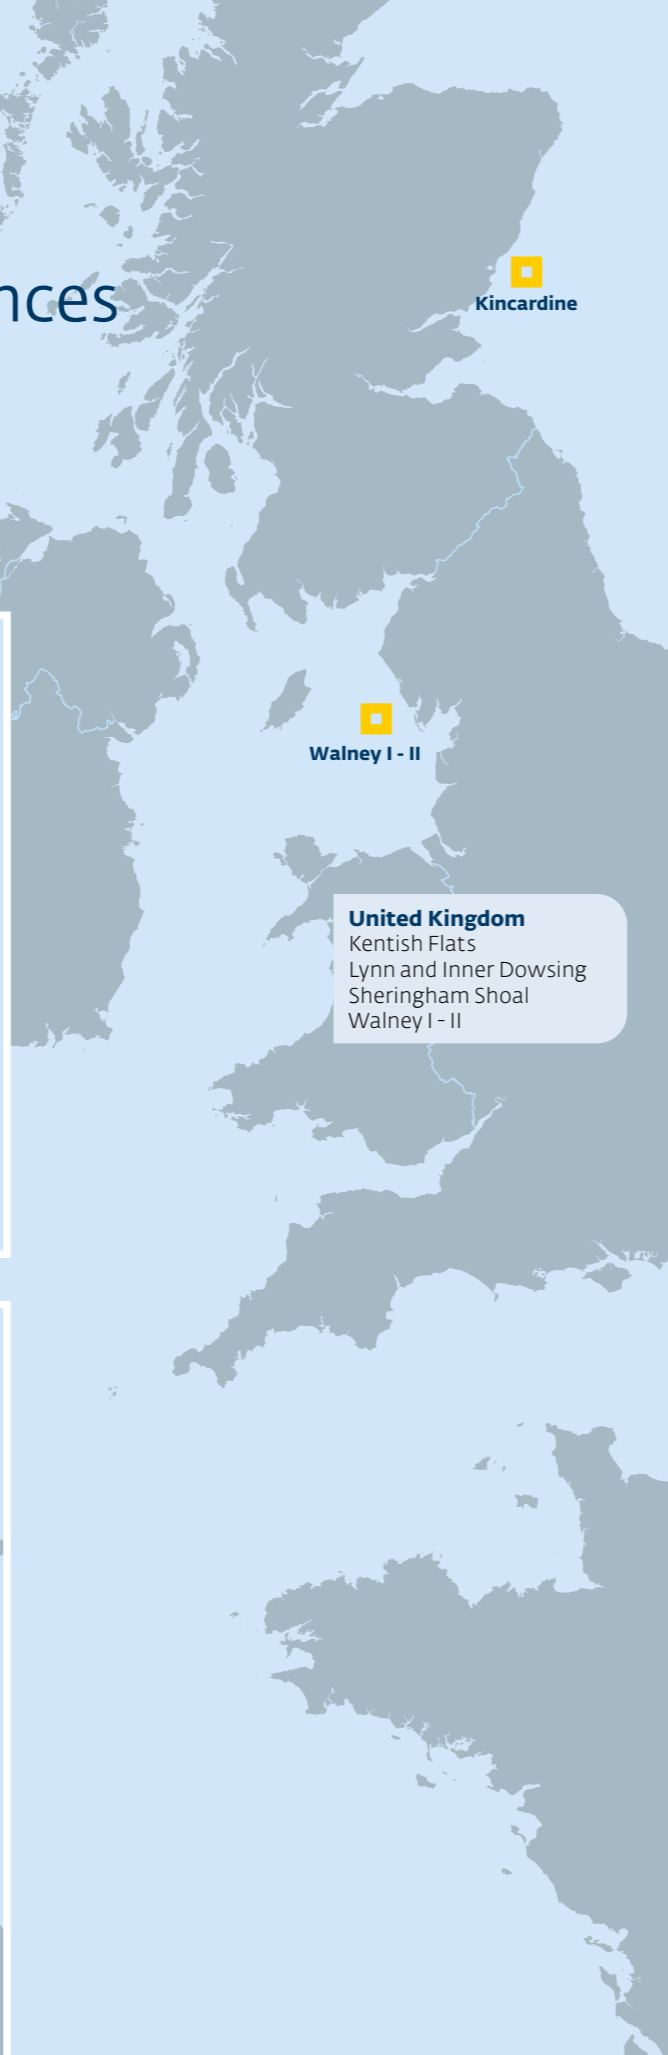 nces
Kincardine
Walney I - II
United Kingdom
Kentish Flats
Lynn and Inner Dowsing
Sheringham Shoal
Walney I - II